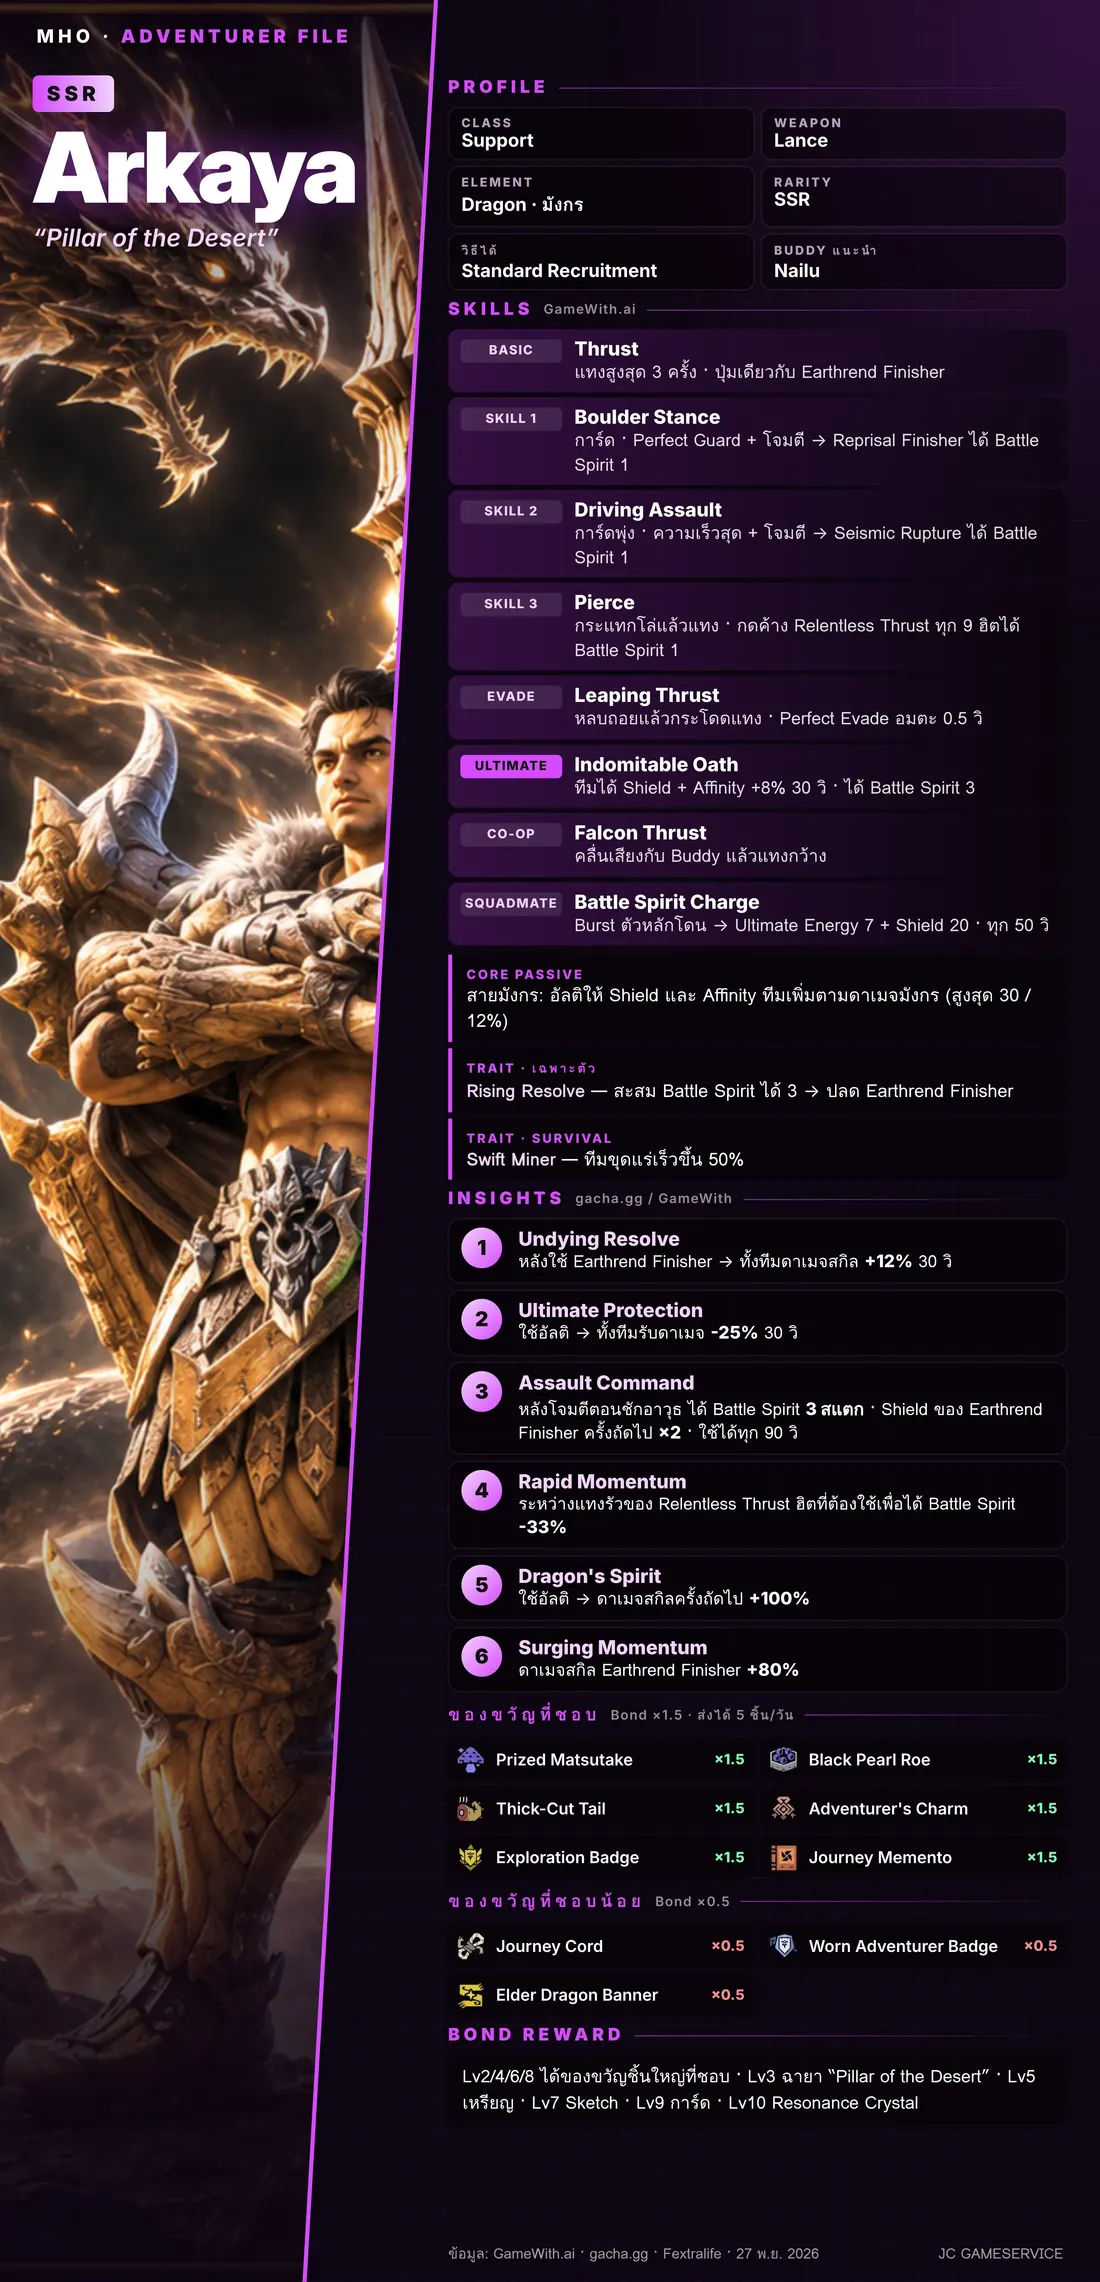 MHO · ADVENTURER FILE
SSR
Arkaya
“Pillar of the Desert”
PROFILE
CLASS
Support
WEAPON
Lance
ELEMENT
Dragon · มังกร
RARITY
SSR
วิธีได้
Standard Recruitment
BUDDY แนะนำ
Nailu
SKILLS GameWith.ai
BASIC
Thrust
แทงสูงสุด 3 ครั้ง · ปุ่มเดียวกับ Earthrend Finisher
SKILL 1
Boulder Stance
การ์ด · Perfect Guard + โจมตี → Reprisal Finisher ได้ Battle
Spirit 1
SKILL 2
Driving Assault
การ์ดพุ่ง · ความเร็วสุด + โจมตี → Seismic Rupture ได้ Battle
Spirit 1
SKILL 3
Pierce
กระแทกโล่แล้วแทง · กดค้าง Relentless Thrust ทุก 9 ฮิตได้
Battle Spirit 1
EVADE
Leaping Thrust
หลบถอยแล้วกระโดดแทง · Perfect Evade อมตะ 0.5 วิ
ULTIMATE
Indomitable Oath
ทีมได้ Shield + Affinity +8% 30 วิ · ได้ Battle Spirit 3
CO-OP
Falcon Thrust
คลื่นเสียงกับ Buddy แล้วแทงกว้าง
SQUADMATE
Battle Spirit Charge
Burst ตัวหลักโดน → Ultimate Energy 7 + Shield 20 · ทุก 50 วิ
CORE PASSIVE
สายมังกร: อัลติให้ Shield และ Affinity ทีมเพิ่มตามดาเมจมังกร (สูงสุด 30 /
12%)
TRAIT · เฉพาะตัว
Rising Resolve — สะสม Battle Spirit ได้ 3 → ปลด Earthrend Finisher
TRAIT · SURVIVAL
Swift Miner — ทีมขุดแร่เร็วขึ้น 50%
INSIGHTS gacha.gg / GameWith
1
Undying Resolve
หลังใช้ Earthrend Finisher → ทั้งทีมดาเมจสกิล +12% 30 วิ
2
Ultimate Protection
ใช้อัลติ → ทั้งทีมรับดาเมจ -25% 30 วิ
3
Assault Command
หลังโจมตีตอนชักอาวุธ ได้ Battle Spirit 3 สแตก · Shield ของ Earthrend
Finisher ครั้งถัดไป ×2 · ใช้ได้ทุก 90 วิ
4
Rapid Momentum
ระหว่างแทงรัวของ Relentless Thrust ฮิตที่ต้องใช้เพื่อได้ Battle Spirit
-33%
5
Dragon's Spirit
ใช้อัลติ → ดาเมจสกิลครั้งถัดไป +100%
6
Surging Momentum
ดาเมจสกิล Earthrend Finisher +80%
ของขวัญที่ชอบ Bond ×1.5 · ส่งได้ 5 ชิ้น/วัน
Prized Matsutake ×1.5
Black Pearl Roe ×1.5
Thick-Cut Tail ×1.5
Adventurer's Charm ×1.5
Exploration Badge ×1.5
Journey Memento ×1.5
ของขวัญที่ชอบน้อย Bond ×0.5
Journey Cord ×0.5
Worn Adventurer Badge ×0.5
Elder Dragon Banner ×0.5
BOND REWARD
Lv2/4/6/8 ได้ของขวัญชิ้นใหญ่ที่ชอบ · Lv3 ฉายา “Pillar of the Desert” · Lv5
เหรียญ · Lv7 Sketch · Lv9 การ์ด · Lv10 Resonance Crystal
ข้อมูล: GameWith.ai · gacha.gg · Fextralife · 27 พ.ย. 2026
JC GAMESERVICE